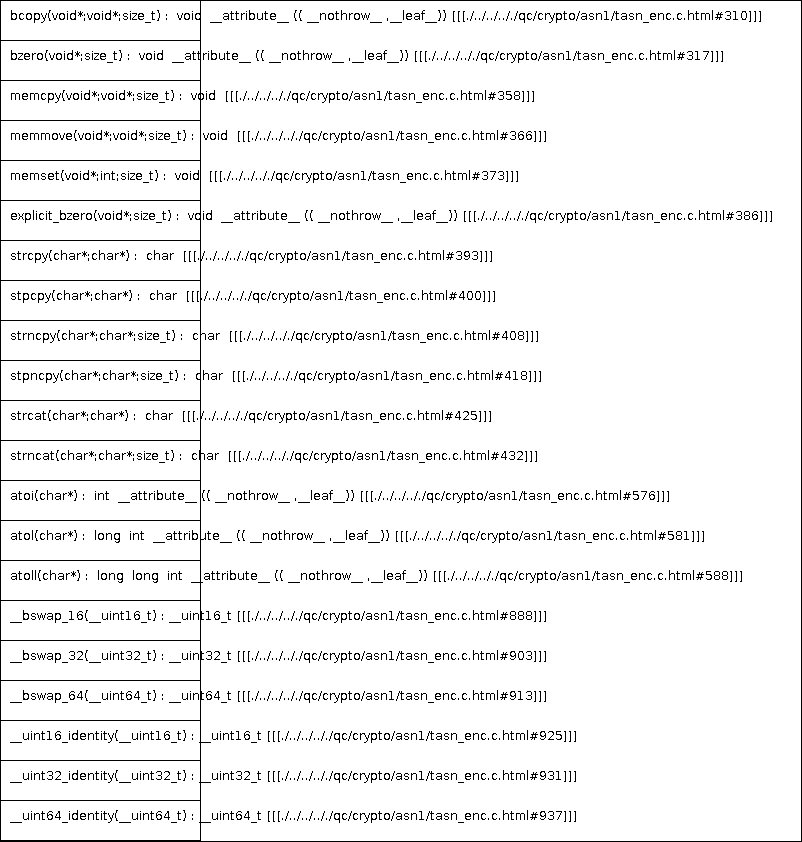 bcopy(void*;void*;size_t) : void __attribute__ (( __nothrow__ ,__leaf__)) [[[./../../../../qc/crypto/asn1/tasn_enc.c.html#310]]]
bzero(void*;size_t) : void __attribute__ (( __nothrow__ ,__leaf__)) [[[./../../../../qc/crypto/asn1/tasn_enc.c.html#317]]]
memcpy(void*;void*;size_t) : void [[[./../../../../qc/crypto/asn1/tasn_enc.c.html#358]]]
memmove(void*;void*;size_t) : void [[[./../../../../qc/crypto/asn1/tasn_enc.c.html#366]]]
memset(void*;int;size_t) : void [[[./../../../../qc/crypto/asn1/tasn_enc.c.html#373]]]
explicit_bzero(void*;size_t) : void __attribute__ (( __nothrow__ ,__leaf__)) [[[./../../../../qc/crypto/asn1/tasn_enc.c.html#386]]]
strcpy(char*;char*) : char [[[./../../../../qc/crypto/asn1/tasn_enc.c.html#393]]]
stpcpy(char*;char*) : char [[[./../../../../qc/crypto/asn1/tasn_enc.c.html#400]]]
strncpy(char*;char*;size_t) : char [[[./../../../../qc/crypto/asn1/tasn_enc.c.html#408]]]
stpncpy(char*;char*;size_t) : char [[[./../../../../qc/crypto/asn1/tasn_enc.c.html#418]]]
strcat(char*;char*) : char [[[./../../../../qc/crypto/asn1/tasn_enc.c.html#425]]]
strncat(char*;char*;size_t) : char [[[./../../../../qc/crypto/asn1/tasn_enc.c.html#432]]]
atoi(char*) : int __attribute__ (( __nothrow__ ,__leaf__)) [[[./../../../../qc/crypto/asn1/tasn_enc.c.html#576]]]
atol(char*) : long int __attribute__ (( __nothrow__ ,__leaf__)) [[[./../../../../qc/crypto/asn1/tasn_enc.c.html#581]]]
atoll(char*) : long long int __attribute__ (( __nothrow__ ,__leaf__)) [[[./../../../../qc/crypto/asn1/tasn_enc.c.html#588]]]
__bswap_16(__uint16_t) : __uint16_t [[[./../../../../qc/crypto/asn1/tasn_enc.c.html#888]]]
__bswap_32(__uint32_t) : __uint32_t [[[./../../../../qc/crypto/asn1/tasn_enc.c.html#903]]]
__bswap_64(__uint64_t) : __uint64_t [[[./../../../../qc/crypto/asn1/tasn_enc.c.html#913]]]
__uint16_identity(__uint16_t) : __uint16_t [[[./../../../../qc/crypto/asn1/tasn_enc.c.html#925]]]
__uint32_identity(__uint32_t) : __uint32_t [[[./../../../../qc/crypto/asn1/tasn_enc.c.html#931]]]
__uint64_identity(__uint64_t) : __uint64_t [[[./../../../../qc/crypto/asn1/tasn_enc.c.html#937]]]